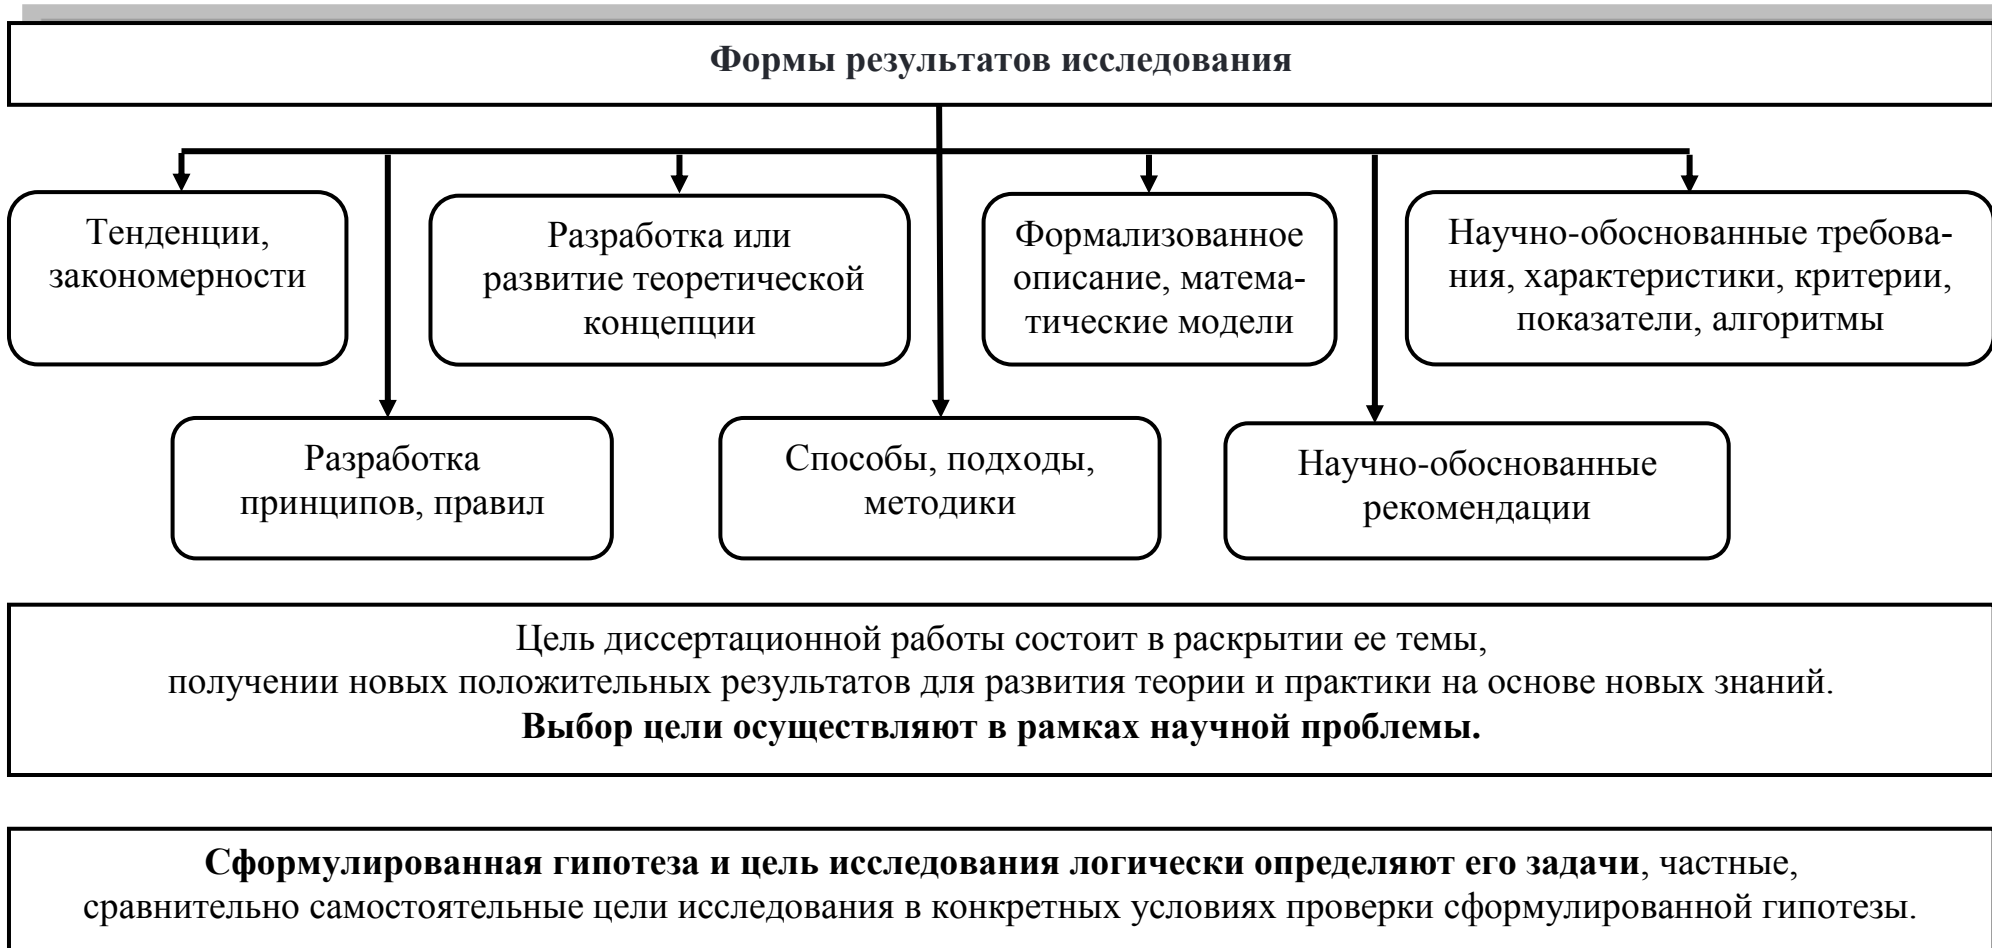 Формы результатов исследования
Тенденции,
закономерности
Разработка или
развитие теоретической
концепции
Формализованное
описание, матема-
тические модели
Научно-обоснованные требова-
ния, характеристики, критерии,
показатели, алгоритмы
Разработка
принципов, правил
Способы, подходы,
методики
Научно-обоснованные
рекомендации
Цель диссертационной работы состоит в раскрытии ее темы,
получении новых положительных результатов для развития теории и практики на основе новых знаний.
Выбор цели осуществляют в рамках научной проблемы.
Сформулированная гипотеза и цель исследования логически определяют его задачи, частные,
сравнительно самостоятельные цели исследования в конкретных условиях проверки сформулированной гипотезы.